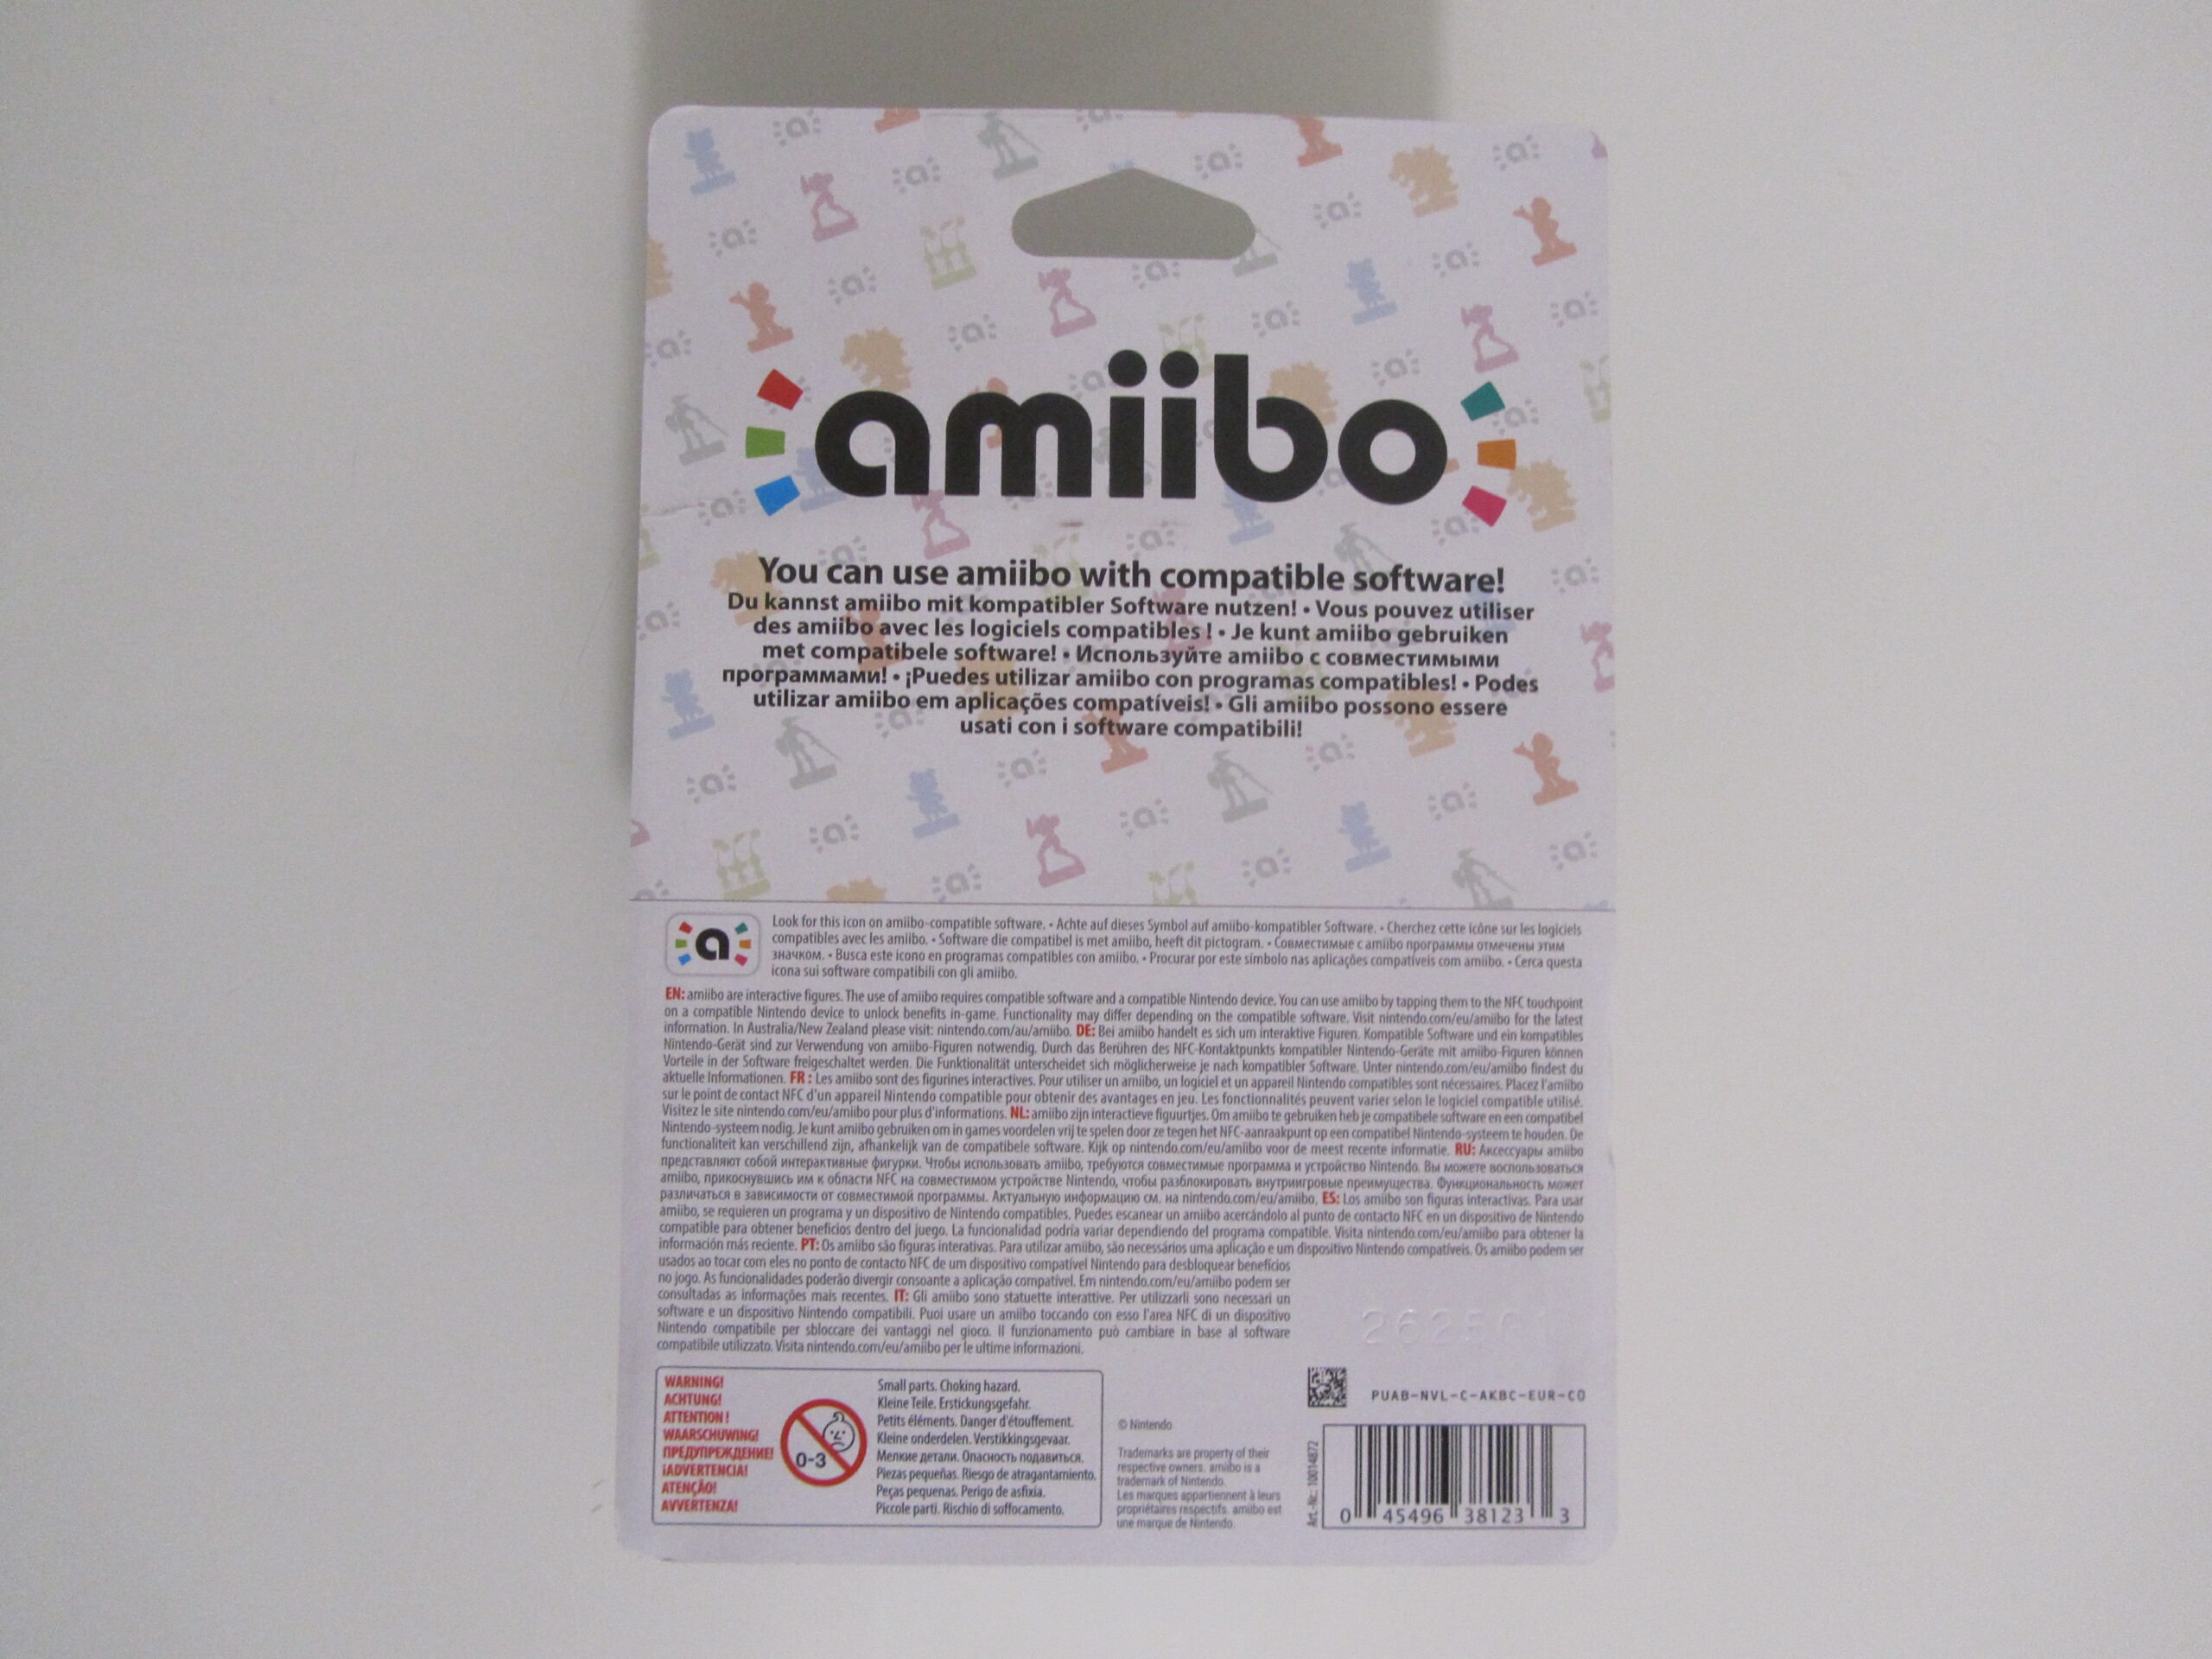 amiibo
You can use amiibo with compatible software!
Du kannst amiibo mit kompatibler Software nutzen! • Vous pouvez utiliser
des amiibo avec les logiciels compatibles ! • Je kunt amiibo gebruiken
met compatibele software! • Используйте amiibo с совместимыми
программами! • ¡Puedes utilizar amiibo con programas compatibles! • Podes
utilizar amiibo em aplicações compatíveis! • Gli amiibo possono essere
usati con i software compatibili!
a
Look for this icon on amiibo-compatible software. • Achte auf dieses Symbol auf amiibo-kompatibler Software. • Cherchez cette icône sur les logiciels
compatibles avec les amiibo. • Software die compatibel is met amiibo, heeft dit pictogram. • Совместимые с amiibo программы отмечены этим
значком. • Busca este icono en programas compatibles con amiibo. • Procurar por este símbolo nas aplicações compatíveis com amiibo. • Cerca questa
icona sui software compatibili con gli amiibo.
EN: amiibo are interactive figures. The use of amiibo requires compatible software and a compatible Nintendo device. You can use amiibo by tapping them to the NFC touchpoint
on a compatible Nintendo device to unlock benefits in-game. Functionality may differ depending on the compatible software. Visit nintendo.com/eu/amiibo for the latest
information. In Australia/New Zealand please visit: nintendo.com/au/amiibo. DE: Bei amiibo handelt es sich um interaktive Figuren. Kompatible Software und ein kompatibles
Nintendo-Gerät sind zur Verwendung von amiibo-Figuren notwendig. Durch das Berühren des NFC-Kontaktpunkts kompatibler Nintendo-Geräte mit amiibo-Figuren können
Vorteile in der Software freigeschaltet werden. Die Funktionalität unterscheidet sich möglicherweise je nach kompatibler Software. Unter nintendo.com/eu/amiibo findest du
aktuelle Informationen. FR : Les amiibo sont des figurines interactives. Pour utiliser un amiibo, un logiciel et un appareil Nintendo compatibles sont nécessaires. Placez l'amiibo
sur le point de contact NFC d'un appareil Nintendo compatible pour obtenir des avantages en jeu. Les fonctionnalités peuvent varier selon le logiciel compatible utilisé.
Visitez le site nintendo.com/eu/amiibo pour plus d'informations. NL: amiibo zijn interactieve figuurtjes. Om amiibo te gebruiken heb je compatibele software en een compatibel
Nintendo-systeem nodig. Je kunt amiibo gebruiken om in games voordelen vrij te spelen door ze tegen het NFC-aanraakpunt op een compatibel Nintendo-systeem te houden. De
functionaliteit kan verschillend zijn, afhankelijk van de compatibele software. Kijk op nintendo.com/eu/amiibo voor de meest recente informatie. RU: Аксессуары amiibo
представляют собой интерактивные фигурки. Чтобы использовать amiibo, требуются совместимые программа и устройство Nintendo. Вы можете воспользоваться
amiibo, прикоснувшись им к области NFC на совместимом устройстве Nintendo, чтобы разблокировать внутриигровые преимущества. Функциональность может
различаться в зависимости от совместимой программы. Актуальную информацию см. на nintendo.com/eu/amiibo. ES: Los amiibo son figuras interactivas. Para usar
amiibo, se requieren un programa y un dispositivo de Nintendo compatibles. Puedes escanear un amiibo acercándolo al punto de contacto NFC en un dispositivo de Nintendo
compatible para obtener beneficios dentro del juego. La funcionalidad podría variar dependiendo del programa compatible. Visita nintendo.com/eu/amiibo para obtener la
información más reciente. PT: Os amiibo são figuras interativas. Para utilizar amiibo, são necessários uma aplicação e um dispositivo Nintendo compatíveis. Os amiibo podem ser
usados ao tocar com eles no ponto de contacto NFC de um dispositivo compatível Nintendo para desbloquear benefícios
no jogo. As funcionalidades poderão divergir consoante a aplicação compatível. Em nintendo.com/eu/amiibo podem ser
consultadas as informações mais recentes. IT: Gli amiibo sono statuette interattive. Per utilizzarli sono necessari un
software e un dispositivo Nintendo compatibili. Puoi usare un amiibo toccando con esso l'area NFC di un dispositivo
Nintendo compatibile per sbloccare dei vantaggi nel gioco. Il funzionamento può cambiare in base al software
compatibile utilizzato. Visita nintendo.com/eu/amiibo per le ultime informazioni.
WARNING!
ACHTUNG!
ATTENTION !
WAARSCHUWING!
ПРЕДУПРЕЖДЕНИЕ!
¡ADVERTENCIA!
ATENÇÃO!
AVVERTENZA!
0-3
Small parts. Choking hazard.
Kleine Teile. Erstickungsgefahr.
Petits éléments. Danger d'étouffement.
Kleine onderdelen. Verstikkingsgevaar.
Мелкие детали. Опасность подавиться.
Piezas pequeñas. Riesgo de atragantamiento.
Peças pequenas. Perigo de asfixia.
Piccole parti. Rischio di soffocamento.
© Nintendo
Trademarks are property of their
respective owners. amiibo is a
trademark of Nintendo.
Les marques appartiennent à leurs
propriétaires respectifs. amiibo est
une marque de Nintendo.
PUAB-NVL-C-AKBC-EUR-C0
Art.-Nr.: 10014872
0 45496 38123 3